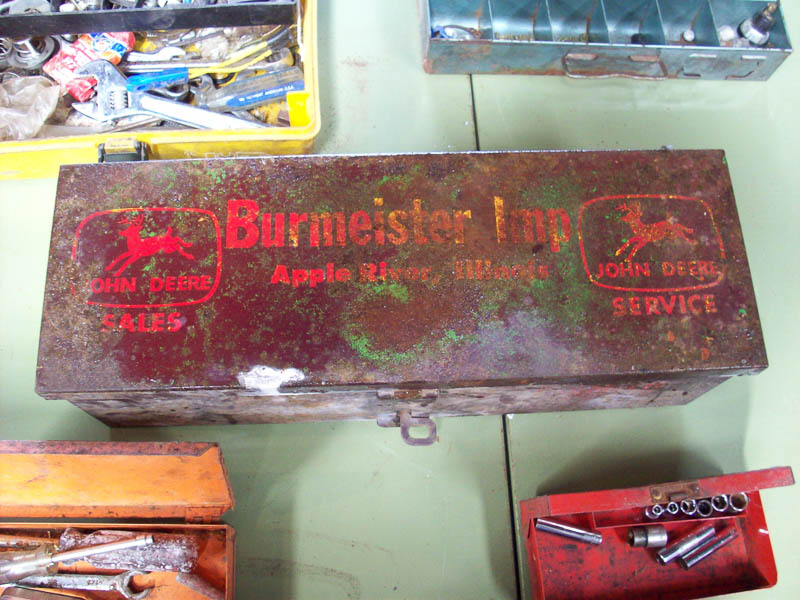 Burmeister Imp
Apple River, Illinois
JOHN DEERE
SALES
JOHN DEERE
SERVICE